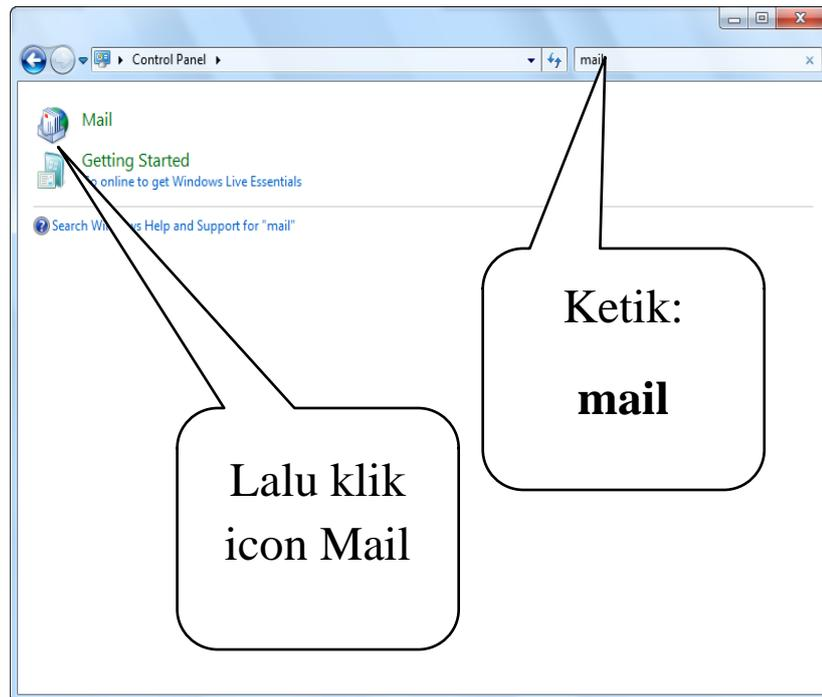 Control Panel
mail
Mail
Getting Started
Go online to get Windows Live Essentials
Search Windows Help and Support for "mail"
Ketik:
mail
Lalu klik
icon Mail